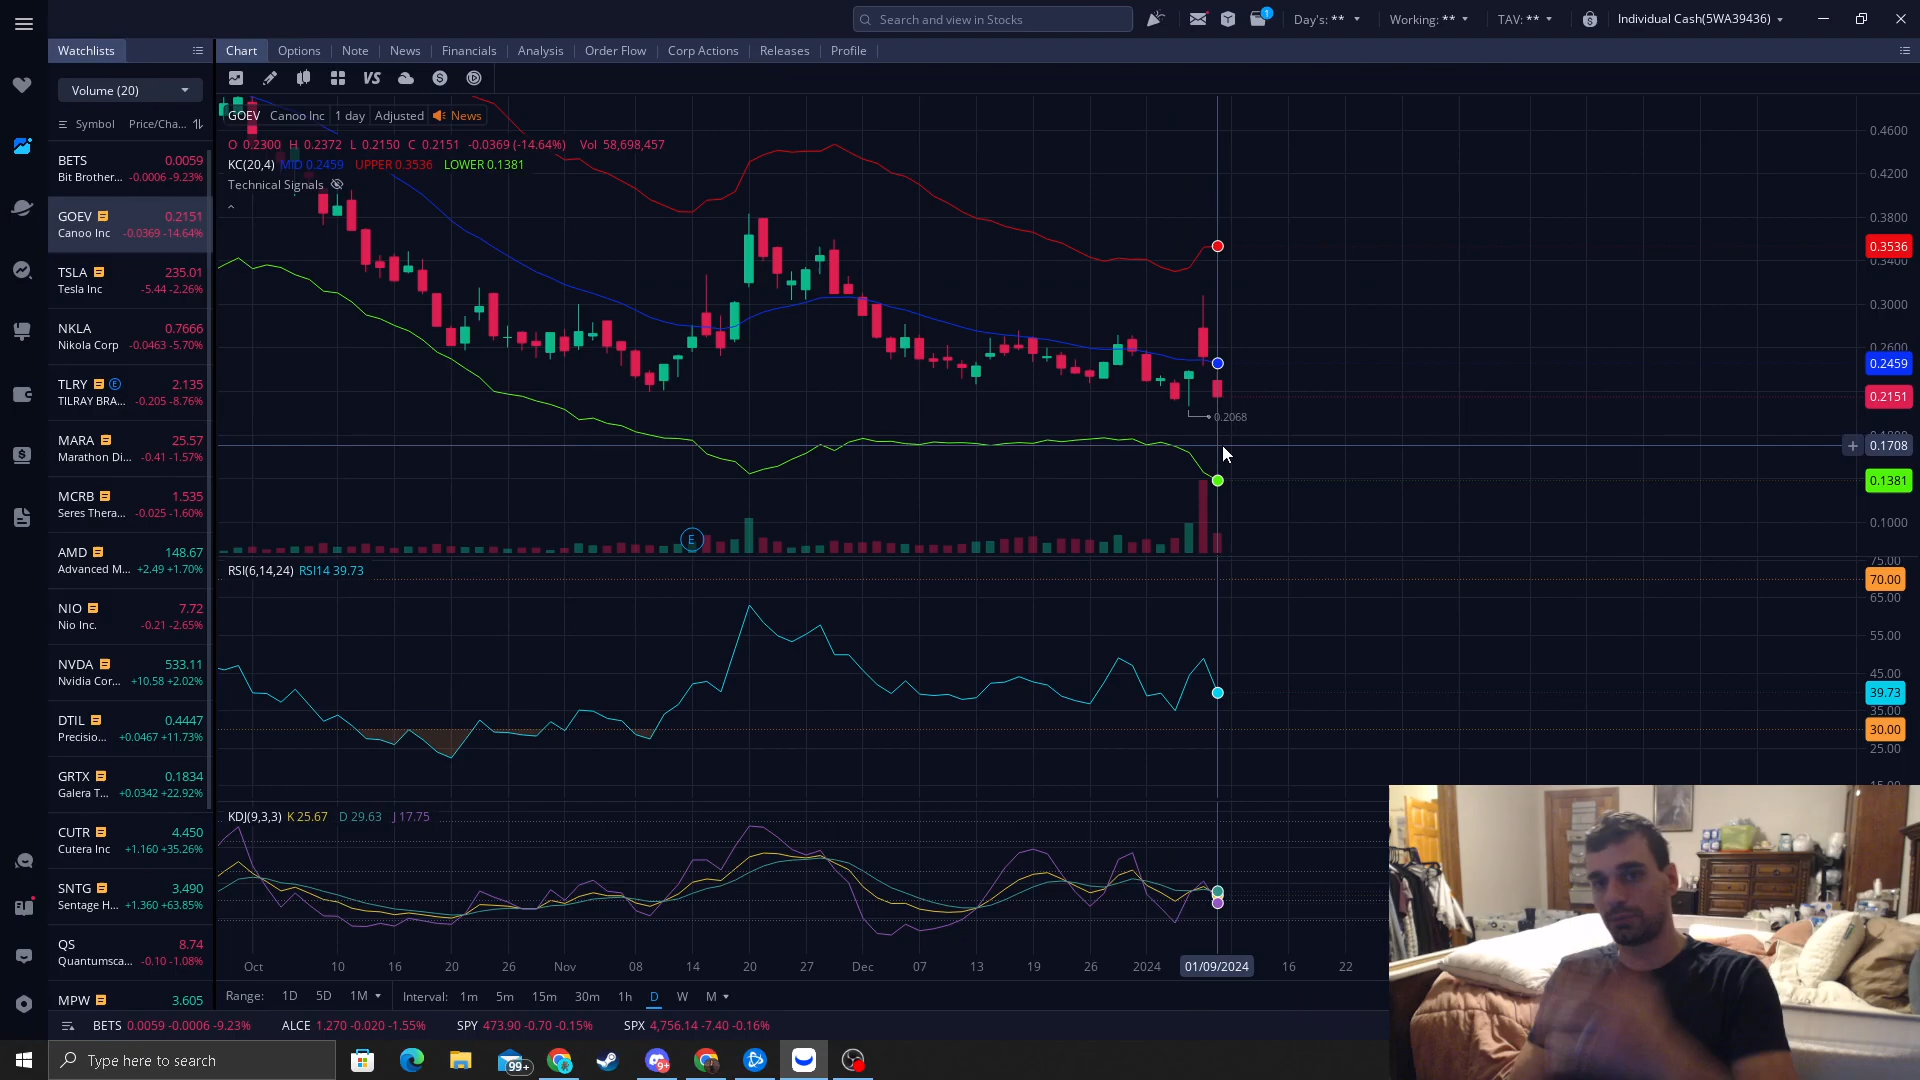 Search and view in Stocks
1
Day's: **
Working: **
TAV: **
Individual Cash(5WA39436)
Watchlists
Chart
Options
Note
News
Financials
Analysis
Order Flow
Corp Actions
Releases
Profile
Volume (20)
VS
S
Symbol
Price/Cha...
GOEV Canoo Inc 1 day Adjusted News
O 0.2300 H 0.2372 L 0.2150 C 0.2151 -0.0369 (-14.64%) Vol 58,698,457
KC(20,4) MID 0.2459 UPPER 0.3536 LOWER 0.1381
Technical Signals
BETS 0.0059
Bit Brother... -0.0006 -9.23%
GOEV 0.2151
Canoo Inc -0.0369 -14.64%
TSLA 235.01
Tesla Inc -5.44 -2.26%
NKLA 0.7666
Nikola Corp -0.0463 -5.70%
TLRY E 2.135
TILRAY BRA... -0.205 -8.76%
MARA 25.57
Marathon Di... -0.41 -1.57%
MCRB 1.535
Seres Thera... -0.025 -1.60%
AMD 148.67
Advanced M... +2.49 +1.70%
NIO 7.72
Nio Inc. -0.21 -2.65%
NVDA 533.11
Nvidia Cor... +10.58 +2.02%
DTIL 0.4447
Precisio... +0.0467 +11.73%
GRTX 0.1834
Galera T... +0.0342 +22.92%
CUTR 4.450
Cutera Inc +1.160 +35.26%
SNTG 3.490
Sentage H... +1.360 +63.85%
QS 8.74
Quantumsca... -0.10 -1.08%
MPW 3.605
0.4600
0.4200
0.3800
0.3536
0.3400
0.3000
0.2600
0.2459
0.2151
0.2068
0.1708
0.1381
0.1000
E
RSI(6,14,24) RSI14 39.73
75.00
70.00
65.00
55.00
45.00
39.73
35.00
30.00
25.00
15.00
KDJ(9,3,3) K 25.67 D 29.63 J 17.75
Oct 10 16 20 26 Nov 08 14 20 27 Dec 07 13 19 26 2024 01/09/2024 16 22
Range: 1D 5D 1M Interval: 1m 5m 15m 30m 1h D W M
BETS 0.0059 -0.0006 -9.23% ALCE 1.270 -0.020 -1.55% SPY 473.90 -0.70 -0.15% SPX 4,756.14 -7.40 -0.16%
Type here to search
99+
9+